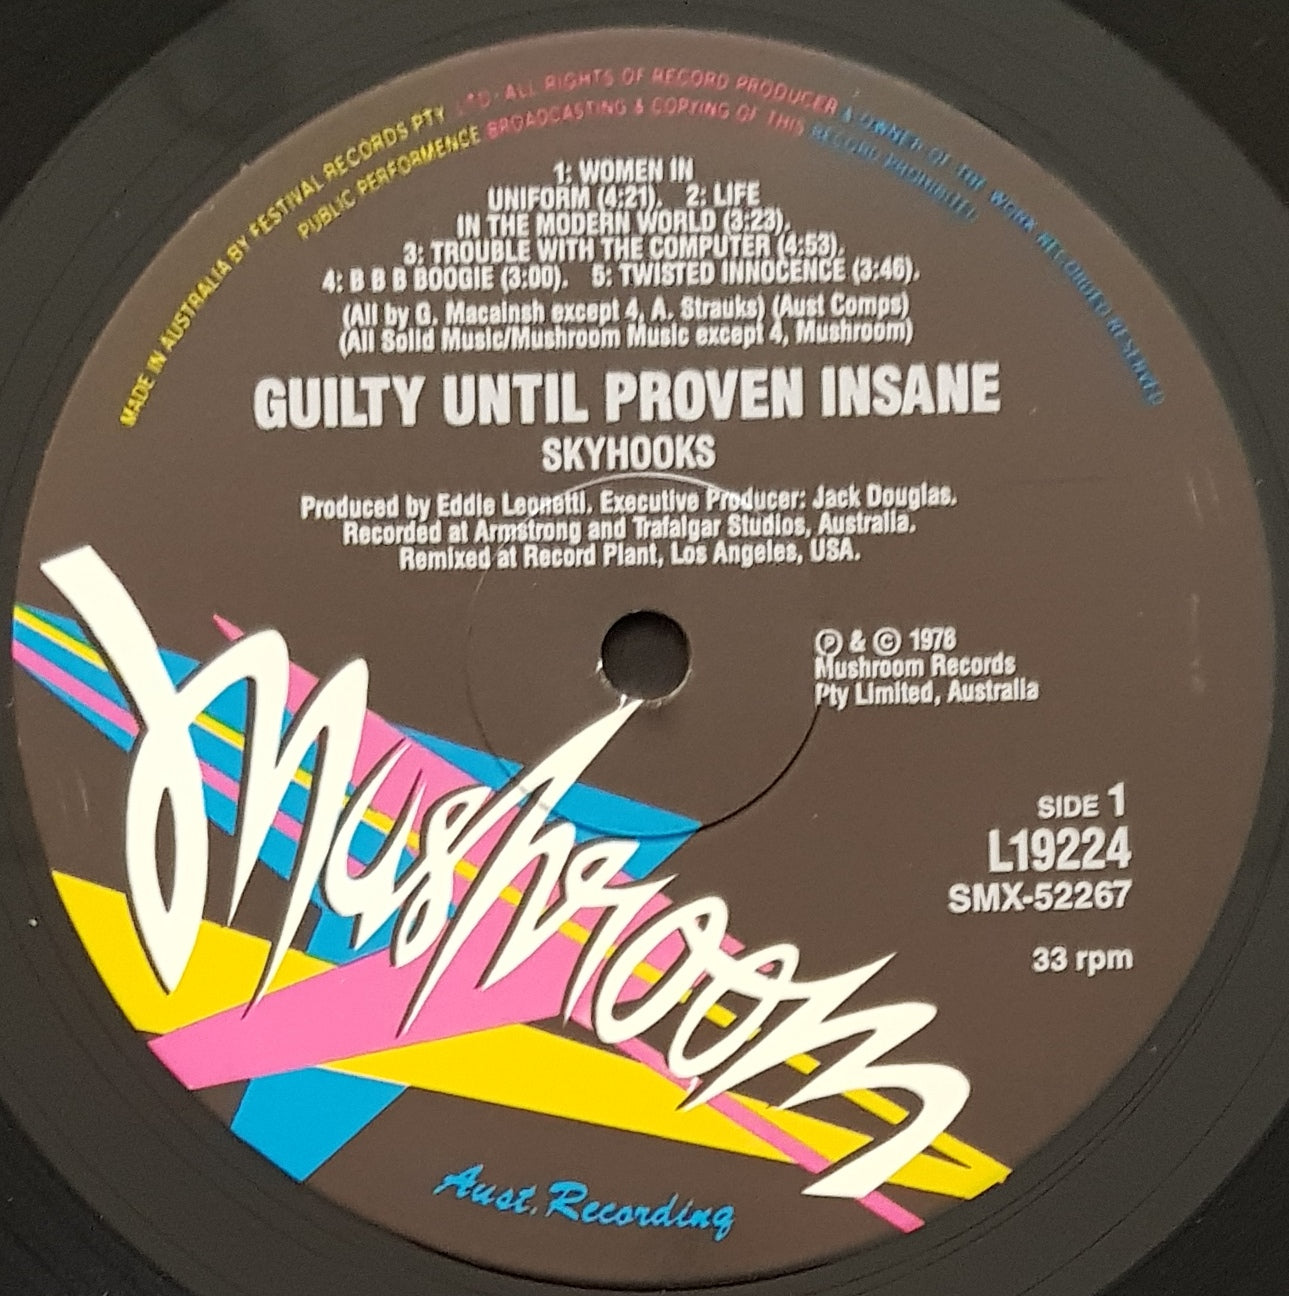 MADE IN AUSTRALIA BY FESTIVAL RECORDS PTY LTD · ALL RIGHTS OF RECORD PRODUCER & OWNER OF THE WORK RECORDED RESERVED
PUBLIC PERFORMENCE BROADCASTING & COPYING OF THIS RECORD PROHIBITED
1: WOMEN IN
UNIFORM (4:21). 2: LIFE
IN THE MODERN WORLD (3:23).
3: TROUBLE WITH THE COMPUTER (4:53).
4: B B B BOOGIE (3:00). 5: TWISTED INNOCENCE (3:46).
(All by G. Macainsh except 4, A. Strauks) (Aust Comps)
(All Solid Music/Mushroom Music except 4, Mushroom)
GUILTY UNTIL PROVEN INSANE
SKYHOOKS
Produced by Eddie Leonetti. Executive Producer: Jack Douglas.
Recorded at Armstrong and Trafalgar Studios, Australia.
Remixed at Record Plant, Los Angeles, USA.
Ⓟ & © 1978
Mushroom Records
Pty Limited, Australia
SIDE 1
L19224
SMX-52267
33 rpm
Mushroom
Aust. Recording